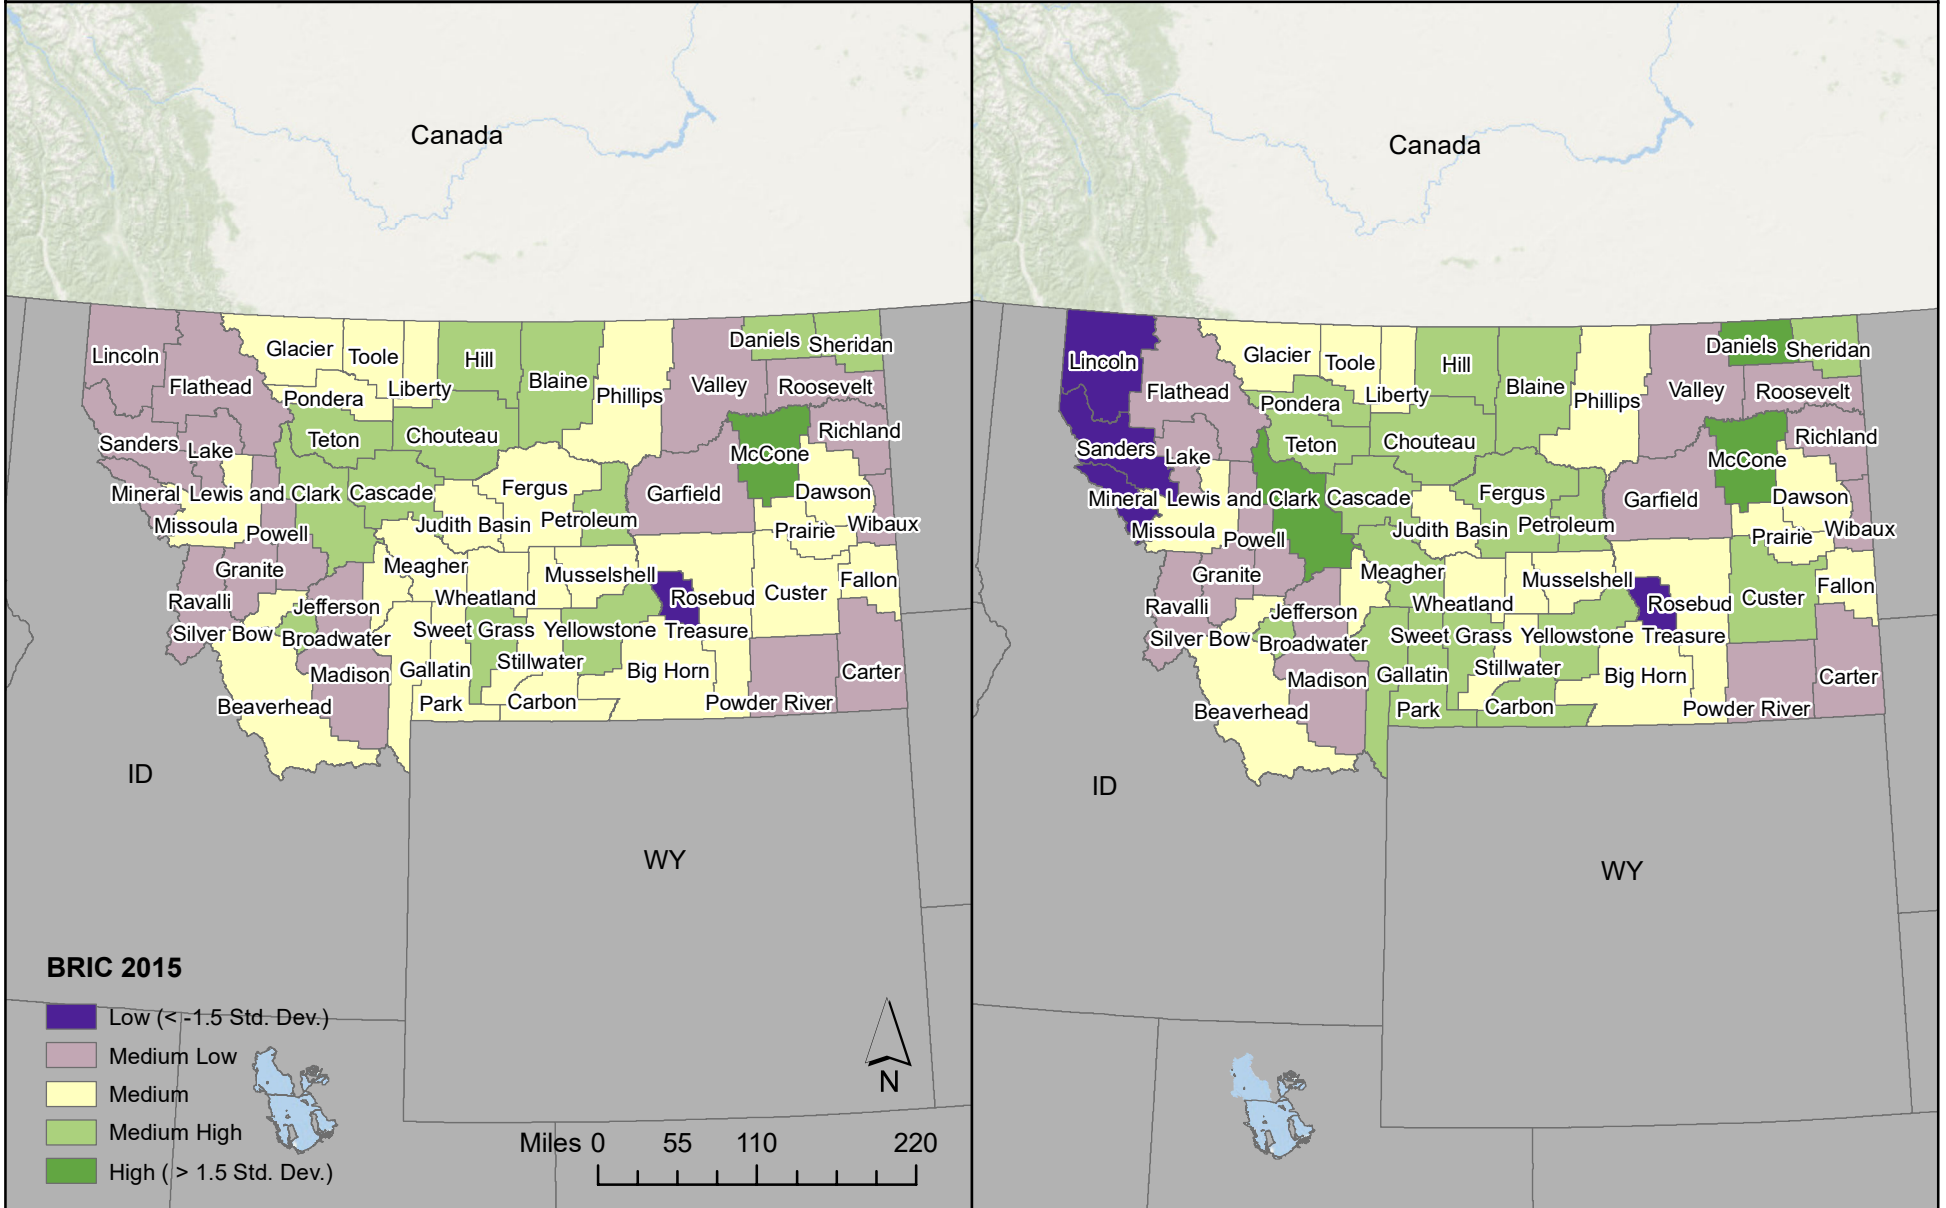 Canada
Glacier
Toole
Hill
Daniels
Sheridan
Lincoln
Flathead
Liberty
Blaine
Phillips
Valley
Roosevelt
Pondera
Teton
Chouteau
Richland
Sanders
Lake
McCone
Mineral
Lewis and Clark
Cascade
Fergus
Garfield
Dawson
Missoula
Powell
Judith Basin
Petroleum
Prairie
Wibaux
Granite
Meagher
Musselshell
Fallon
Ravalli
Jefferson
Wheatland
Rosebud
Custer
Silver Bow
Broadwater
Sweet Grass
Yellowstone
Treasure
Madison
Gallatin
Stillwater
Big Horn
Carter
Beaverhead
Park
Carbon
Powder River
ID
WY
BRIC 2015
Low (< -1.5 Std. Dev.)
Medium Low
Medium
Medium High
High ( > 1.5 Std. Dev.)
N
Miles 0 55 110 220
Canada
Glacier
Toole
Hill
Daniels
Sheridan
Lincoln
Flathead
Liberty
Blaine
Phillips
Valley
Roosevelt
Pondera
Teton
Chouteau
Richland
Sanders
Lake
McCone
Mineral
Lewis and Clark
Cascade
Fergus
Garfield
Dawson
Missoula
Powell
Judith Basin
Petroleum
Prairie
Wibaux
Granite
Meagher
Musselshell
Fallon
Ravalli
Jefferson
Wheatland
Rosebud
Custer
Silver Bow
Broadwater
Sweet Grass
Yellowstone
Treasure
Madison
Gallatin
Stillwater
Big Horn
Carter
Beaverhead
Park
Carbon
Powder River
ID
WY